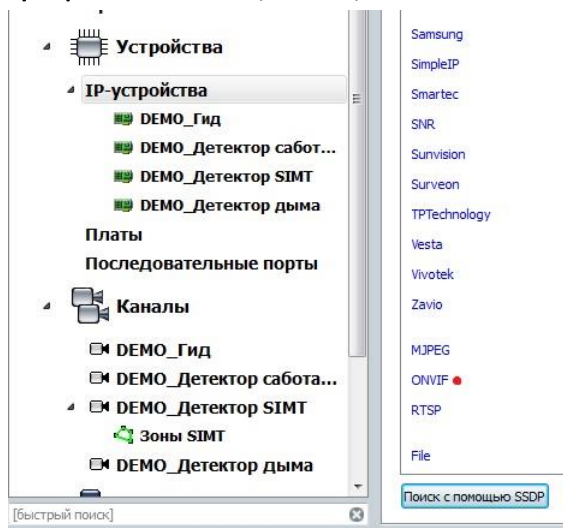 Устройства
IP-устройства
DEMO_Гид
DEMO_Детектор сабот...
DEMO_Детектор SIMT
DEMO_Детектор дыма
Платы
Последовательные порты
Каналы
DEMO_Гид
DEMO_Детектор сабота...
DEMO_Детектор SIMT
Зоны SIMT
DEMO_Детектор дыма
[быстрый поиск]
Samsung
SimpleIP
Smartec
SNR
Sunvision
Surveon
TPTechnology
Vesta
Vivotek
Zavio
MJPEG
ONVIF
RTSP
File
Поиск с помощью SSDP